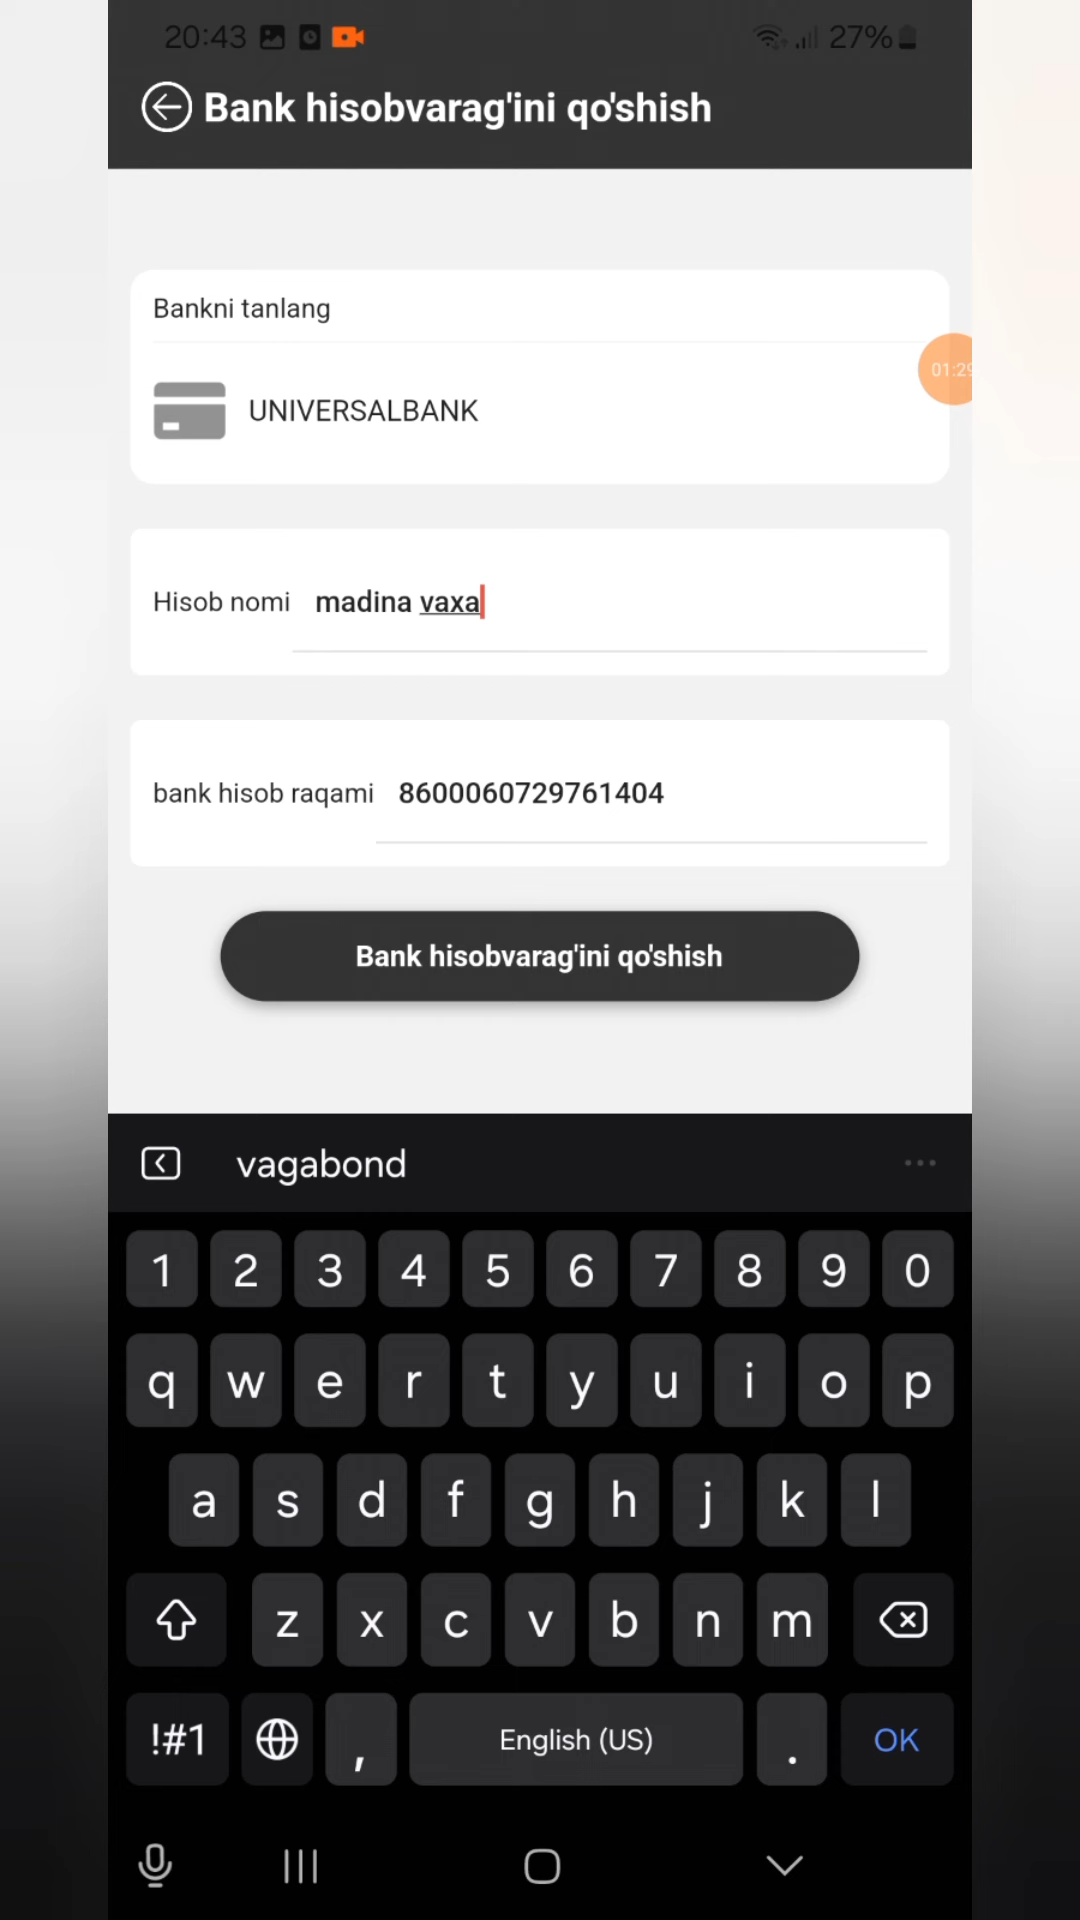 20:43 27%
Bank hisobvarag'ini qo'shish
Bankni tanlang
01:29
UNIVERSALBANK
Hisob nomi madina vaxa
bank hisob raqami 8600060729761404
Bank hisobvarag'ini qo'shish
vagabond
1 2 3 4 5 6 7 8 9 0
q w e r t y u i o p
a s d f g h j k l
z x c v b n m
!#1 , English (US) . OK